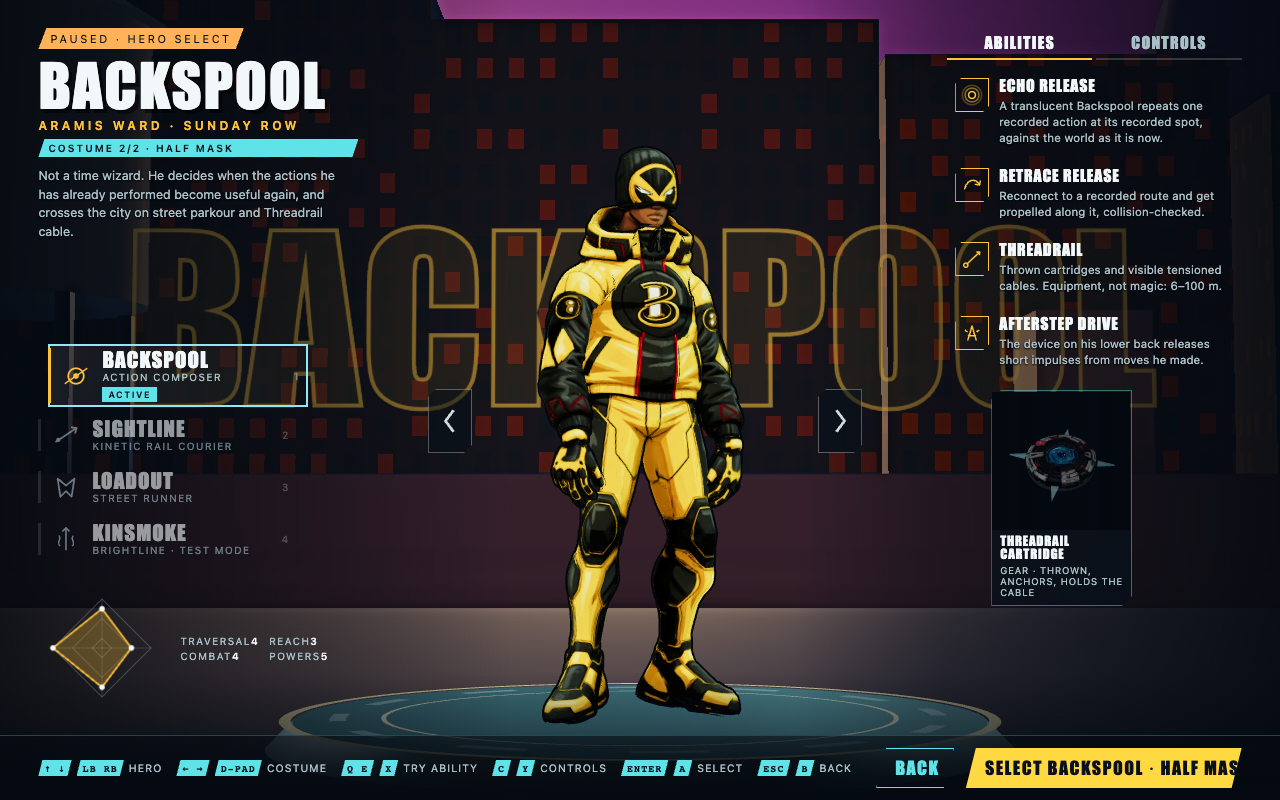 PAUSED · HERO SELECT
BACKSPOOL
ARAMIS WARD · SUNDAY ROW
COSTUME 2/2 · HALF MASK
Not a time wizard. He decides when the actions he
has already performed become useful again, and
crosses the city on street parkour and Threadrail
cable.
BACKSPOOL
BACKSPOOL
ACTION COMPOSER
ACTIVE
1
SIGHTLINE
KINETIC RAIL COURIER
2
LOADOUT
STREET RUNNER
3
KINSMOKE
BRIGHTLINE · TEST MODE
4
TRAVERSAL4 REACH3
COMBAT4 POWERS5
B
ABILITIES CONTROLS
ECHO RELEASE
A translucent Backspool repeats one
recorded action at its recorded spot,
against the world as it is now.
RETRACE RELEASE
Reconnect to a recorded route and get
propelled along it, collision-checked.
THREADRAIL
Thrown cartridges and visible tensioned
cables. Equipment, not magic: 6–100 m.
AFTERSTEP DRIVE
The device on his lower back releases
short impulses from moves he made.
THREADRAIL
CARTRIDGE
GEAR · THROWN,
ANCHORS, HOLDS THE
CABLE
↑ ↓ LB RB HERO ← → D-PAD COSTUME Q E X TRY ABILITY C Y CONTROLS ENTER A SELECT ESC B BACK
BACK
SELECT BACKSPOOL · HALF MAS